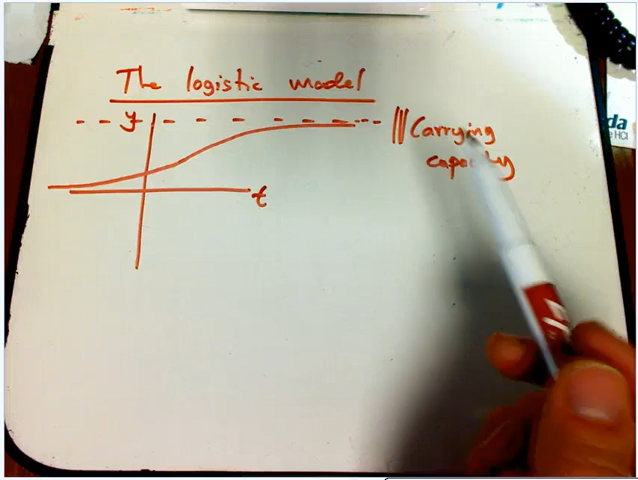 The logistic model
y
Carrying
capacity
t